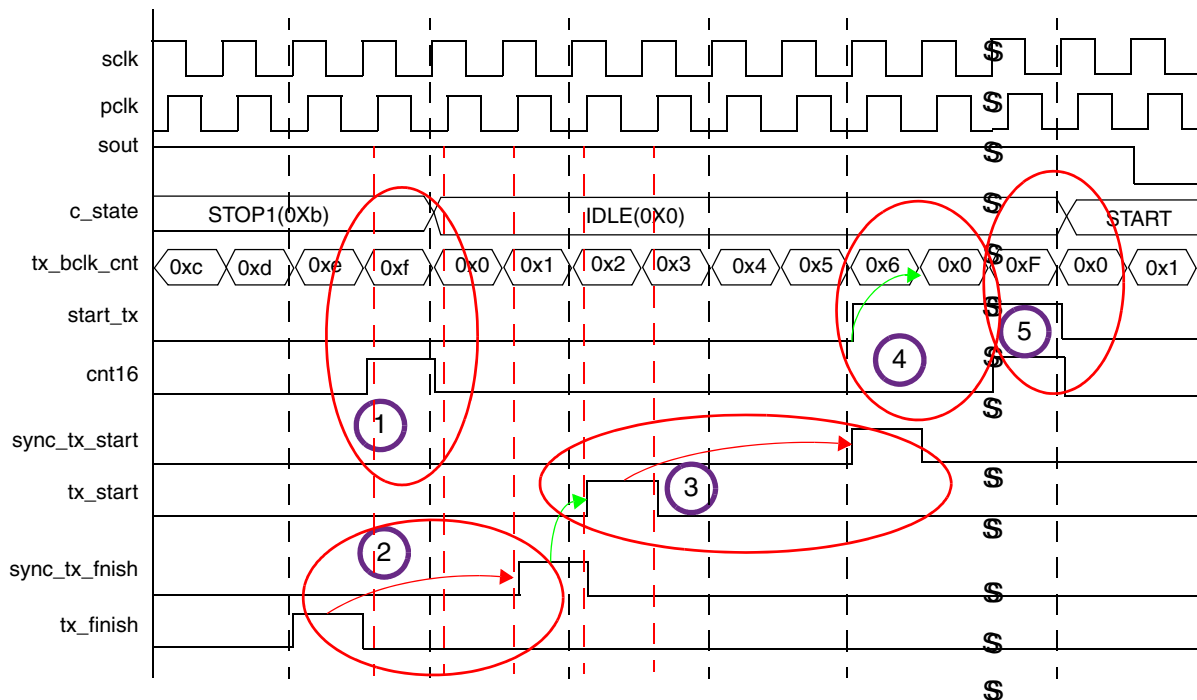 sclk
pclk
sout
c_state STOP1(0Xb) IDLE(0X0) START
tx_bclk_cnt 0xc 0xd 0xe 0xf 0x0 0x1 0x2 0x3 0x4 0x5 0x6 0x0 0xF 0x0 0x1
start_tx 5
cnt16 4
1
sync_tx_start
tx_start 3
2
sync_tx_fnish
tx_finish